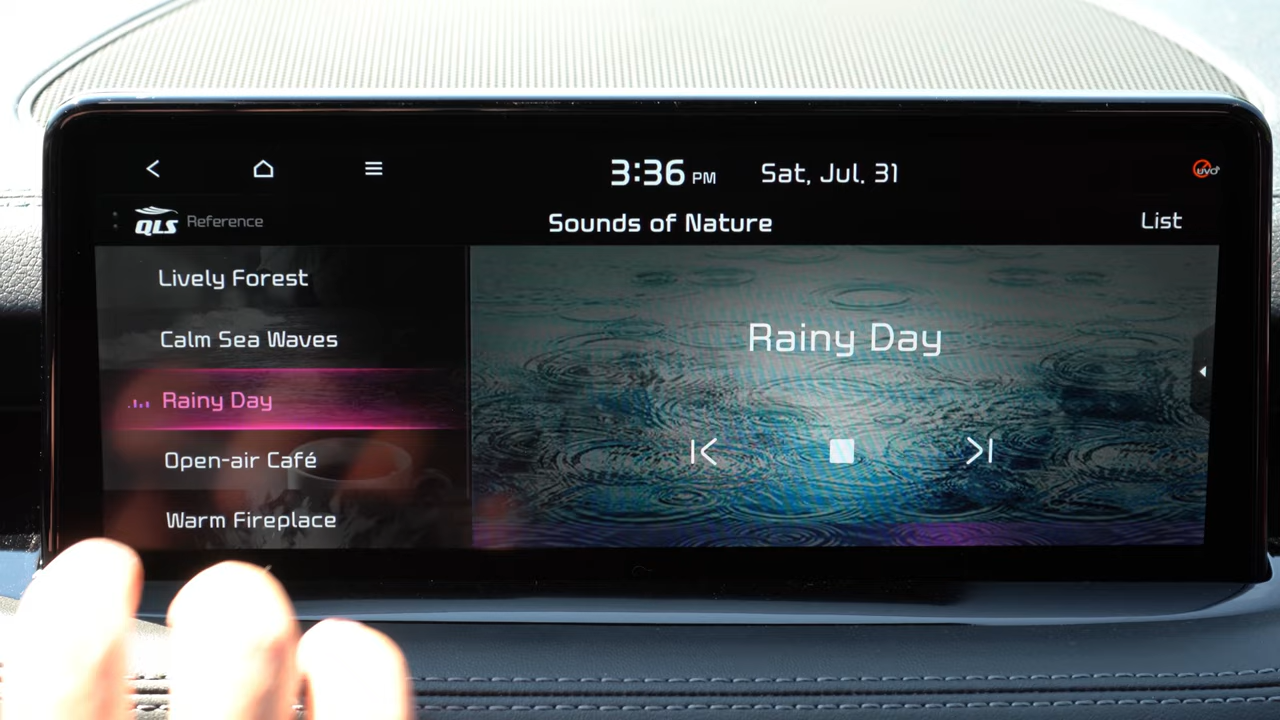 3:36 PM Sat, Jul. 31
UVO
QLS Reference Sounds of Nature List
Lively Forest
Calm Sea Waves
Rainy Day
Open-air Café
Warm Fireplace
Rainy Day